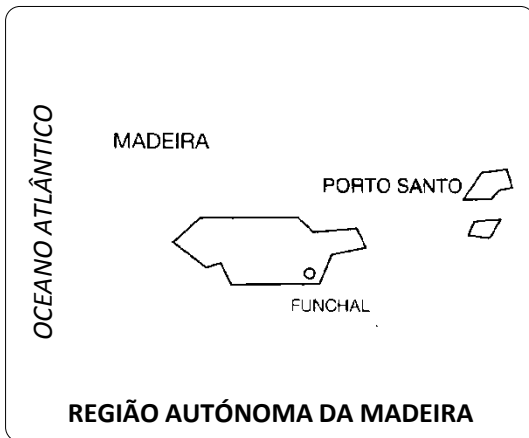 OCEANO ATLÂNTICO
MADEIRA
PORTO SANTO
FUNCHAL
REGIÃO AUTÓNOMA DA MADEIRA